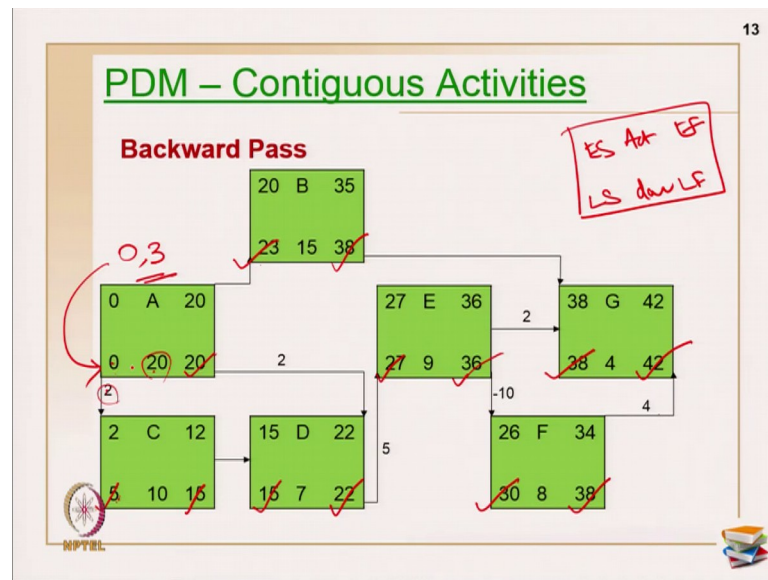 13
PDM – Contiguous Activities
Backward Pass
ES Act EF
LS dur LF
20 B 35
23 15 38
0,3
0 A 20
0 20 20
27 E 36
27 9 36
2
38 G 42
38 4 42
2
2
-10
4
5
2 C 12
5 10 15
15 D 22
15 7 22
26 F 34
30 8 38
NPTEL